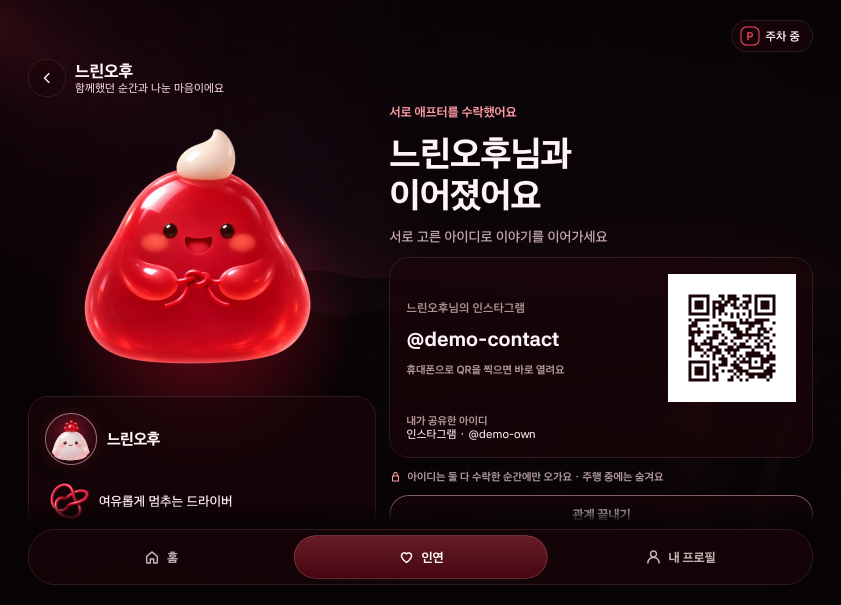 P 주차 중
느린오후
함께했던 순간과 나눈 마음이에요
서로 애프터를 수락했어요
느린오후님과
이어졌어요
서로 고른 아이디로 이야기를 이어가세요
느린오후님의 인스타그램
@demo-contact
휴대폰으로 QR을 찍으면 바로 열려요
내가 공유한 아이디
인스타그램 · @demo-own
아이디는 둘 다 수락한 순간에만 오가요 · 주행 중에는 숨겨요
관계 끝내기
느린오후
여유롭게 멈추는 드라이버
홈
인연
내 프로필